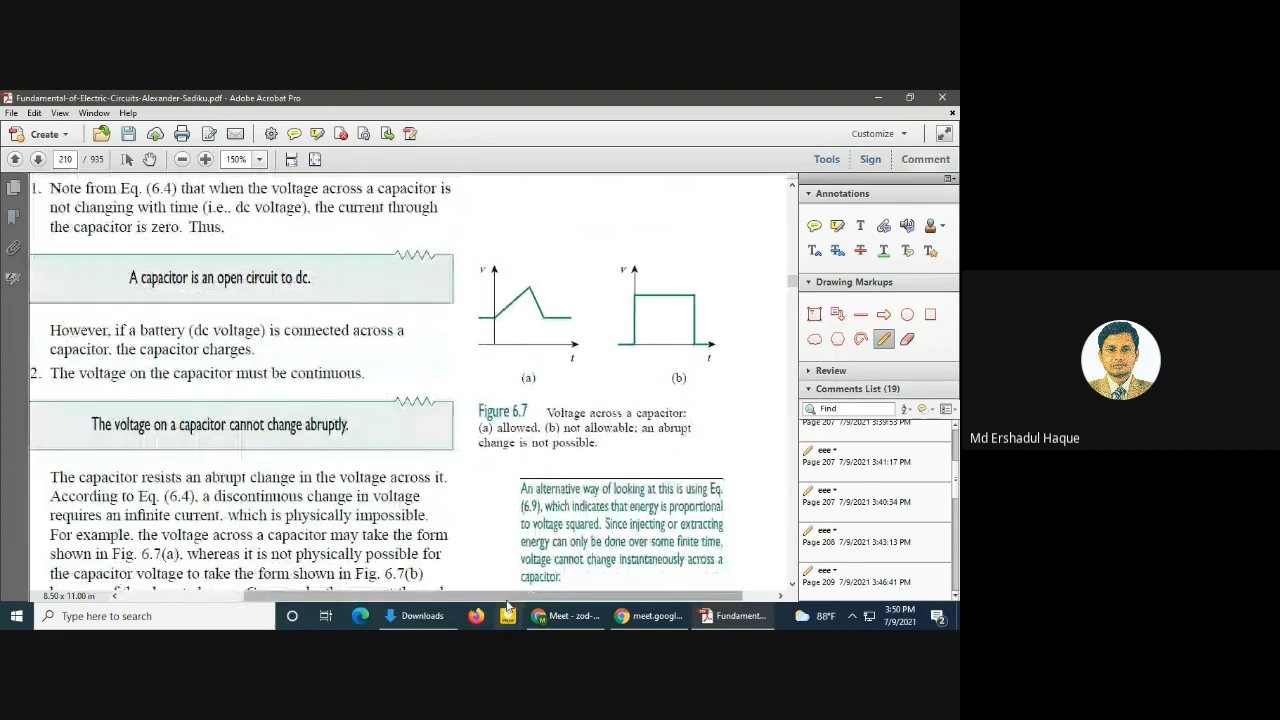 Fundamental-of-Electric-Circuits-Alexander-Sadiku.pdf - Adobe Acrobat Pro
File Edit View Window Help
Create Customize
210 / 935 150% Tools Sign Comment
1. Note from Eq. (6.4) that when the voltage across a capacitor is
not changing with time (i.e., dc voltage), the current through
the capacitor is zero. Thus,
A capacitor is an open circuit to dc.
However, if a battery (dc voltage) is connected across a
capacitor, the capacitor charges.
2. The voltage on the capacitor must be continuous.
The voltage on a capacitor cannot change abruptly.
The capacitor resists an abrupt change in the voltage across it.
According to Eq. (6.4), a discontinuous change in voltage
requires an infinite current, which is physically impossible.
For example, the voltage across a capacitor may take the form
shown in Fig. 6.7(a), whereas it is not physically possible for
the capacitor voltage to take the form shown in Fig. 6.7(b)
v v
t t
(a) (b)
Figure 6.7 Voltage across a capacitor:
(a) allowed, (b) not allowable; an abrupt
change is not possible.
An alternative way of looking at this is using Eq.
(6.9), which indicates that energy is proportional
to voltage squared. Since injecting or extracting
energy can only be done over some finite time,
voltage cannot change instantaneously across a
capacitor.
8.50 x 11.00 in
Annotations
Drawing Markups
Review
Comments List (19)
Find
Page 207 7/9/2021 3:39:53 PM
eee
Page 207 7/9/2021 3:41:17 PM
eee
Page 207 7/9/2021 3:40:34 PM
eee
Page 208 7/9/2021 3:43:13 PM
eee
Page 209 7/9/2021 3:46:41 PM
Md Ershadul Haque
Type here to search
Downloads
Meet - zod-...
meet.googl...
Fundament...
88°F
3:50 PM
7/9/2021
2